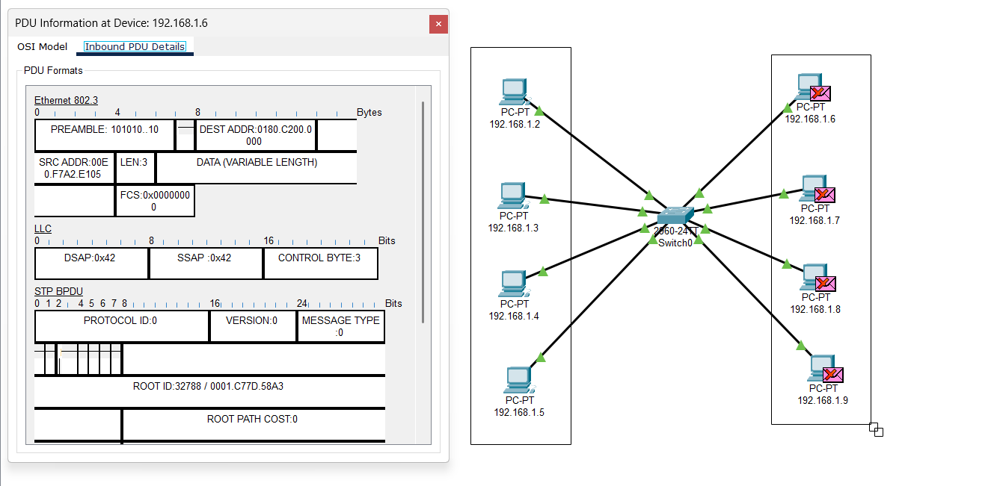 PDU Information at Device: 192.168.1.6
OSI Model
Inbound PDU Details
PDU Formats
Ethernet 802.3
0 4 8 Bytes
PREAMBLE: 101010..10
DEST ADDR:0180.C200.0
000
SRC ADDR:00E
0.F7A2.E105
LEN:3
DATA (VARIABLE LENGTH)
FCS:0x0000000
0
LLC
0 8 16 Bits
DSAP:0x42
SSAP :0x42
CONTROL BYTE:3
STP BPDU
0 1 2 4 5 6 7 8 16 24 Bits
PROTOCOL ID:0
VERSION:0
MESSAGE TYPE
:0
ROOT ID:32788 / 0001.C77D.58A3
ROOT PATH COST:0
PC-PT
192.168.1.2
PC-PT
192.168.1.3
PC-PT
192.168.1.4
PC-PT
192.168.1.5
2960-24TT
Switch0
PC-PT
192.168.1.6
PC-PT
192.168.1.7
PC-PT
192.168.1.8
PC-PT
192.168.1.9